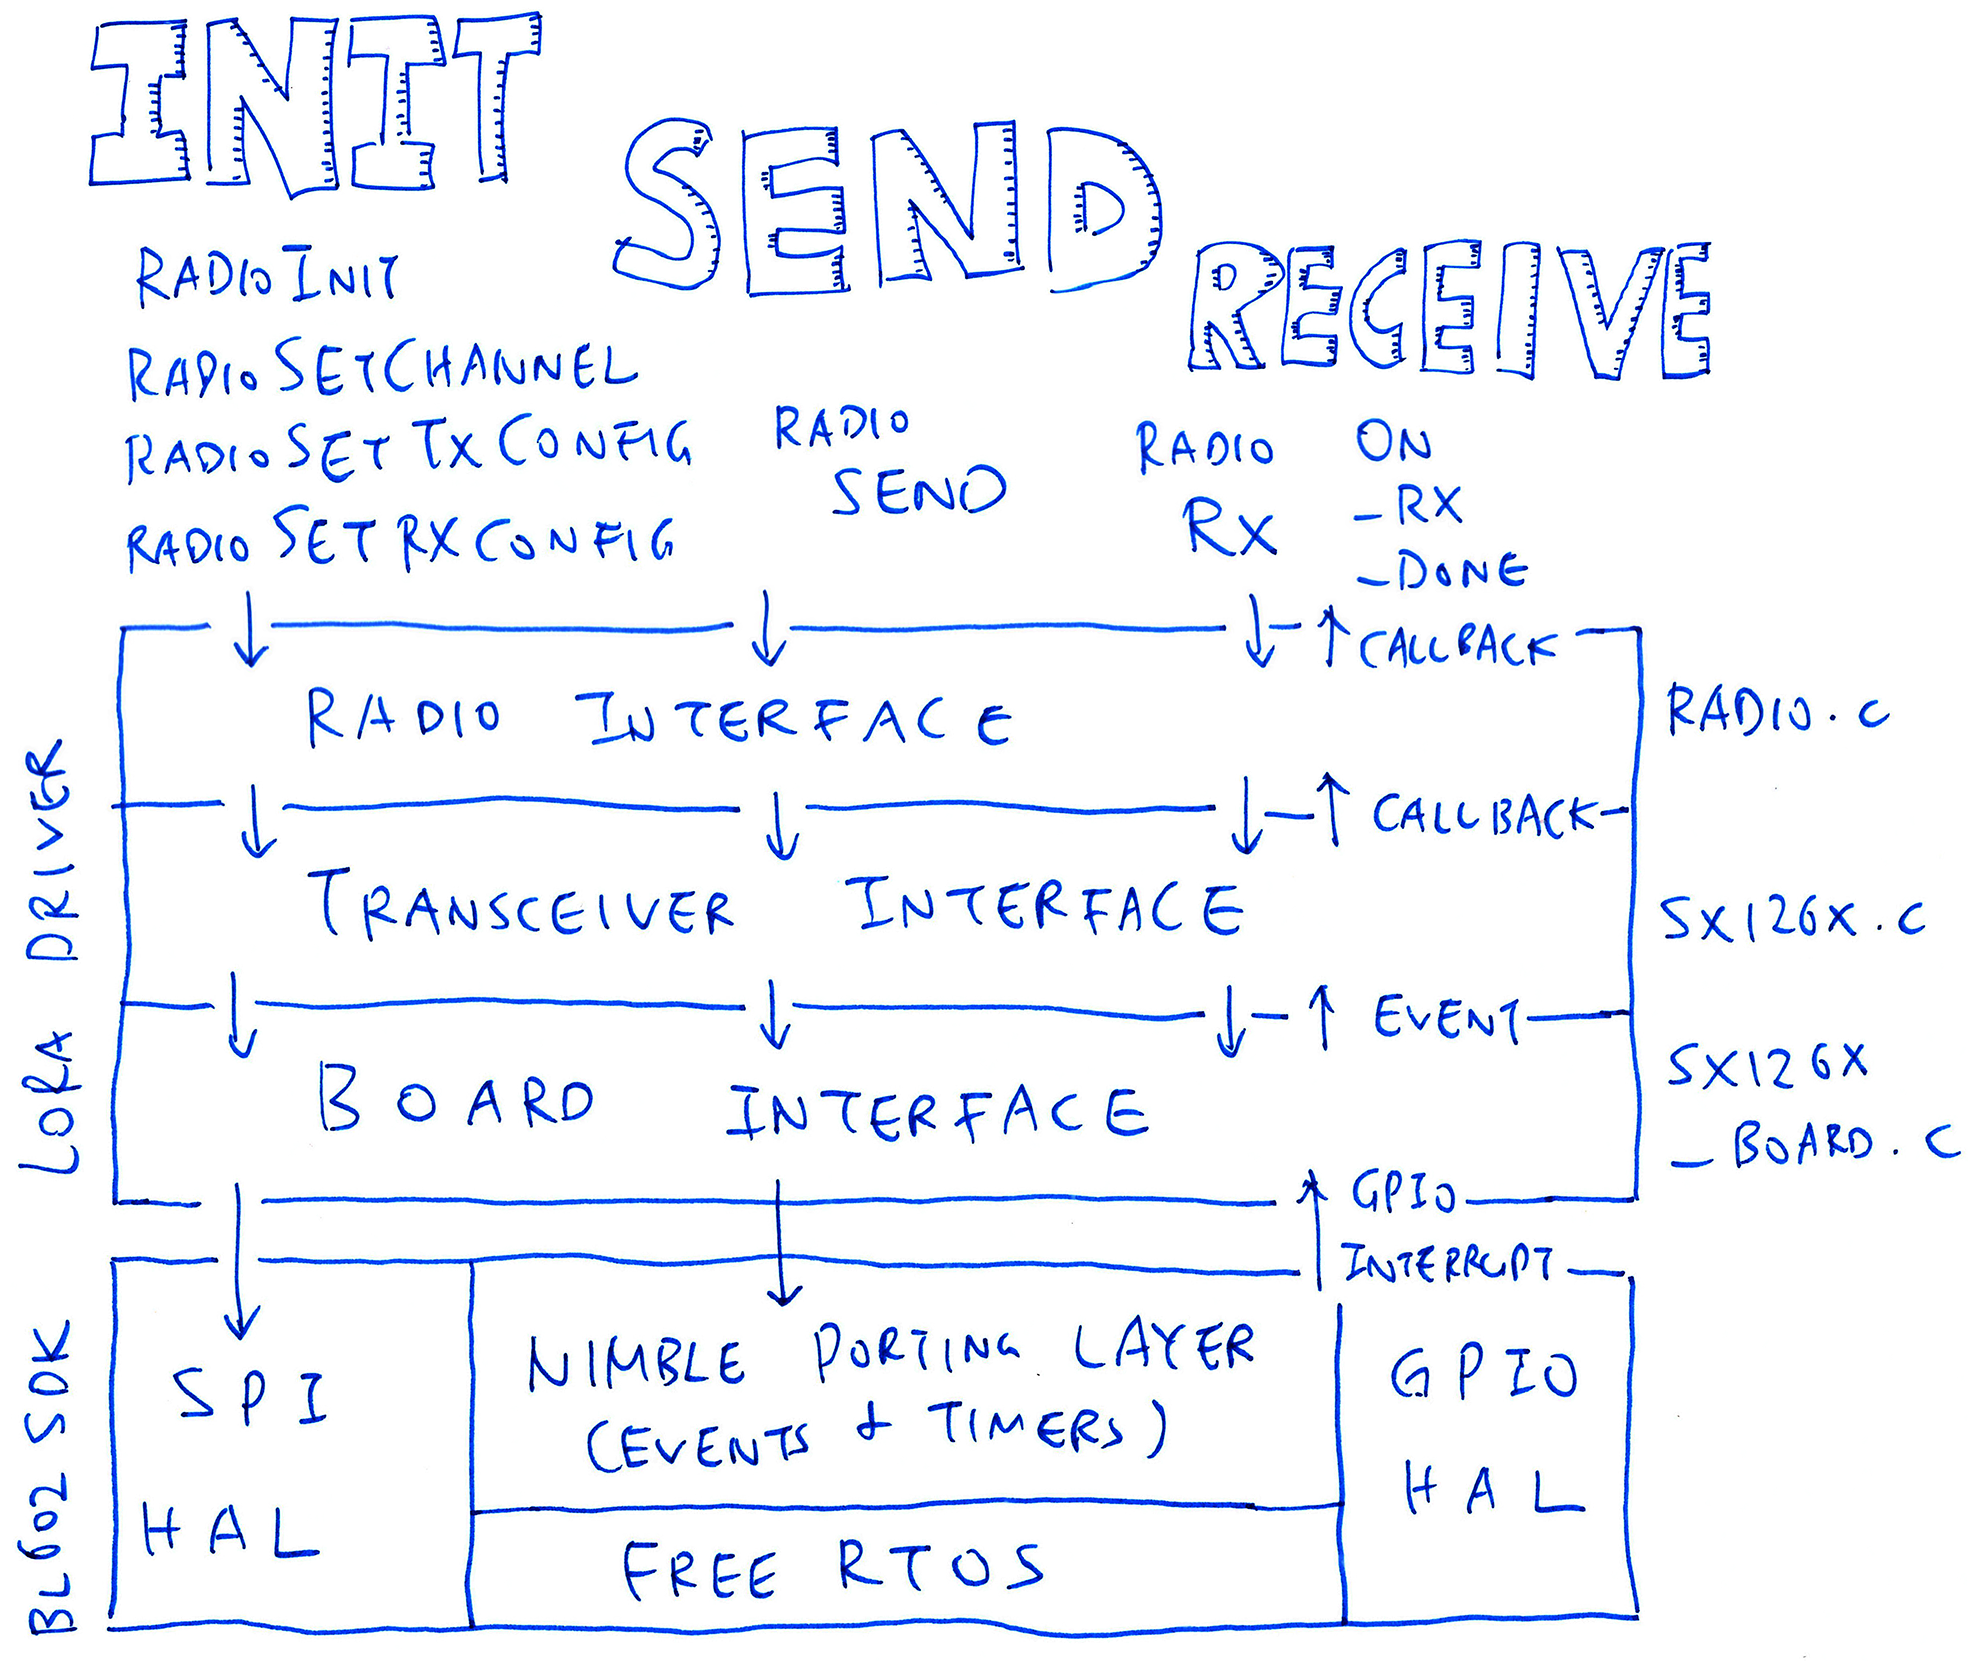 INIT
SEND
RECEIVE
RADIO INIT
RADIO SETCHANNEL
RADIO SET TX CONFIG
RADIO SET RX CONFIG
RADIO
SEND
RADIO
RX
ON
_RX
_DONE
CALLBACK
RADIO INTERFACE
RADIO.C
CALLBACK
TRANSCEIVER INTERFACE
SX126X.C
EVENT
BOARD INTERFACE
SX126X
_BOARD.C
LORA DRIVER
GPIO
INTERRUPT
SPI
HAL
NIMBLE PORTING LAYER
(EVENTS & TIMERS)
FREE RTOS
GPIO
HAL
BL602 SDK